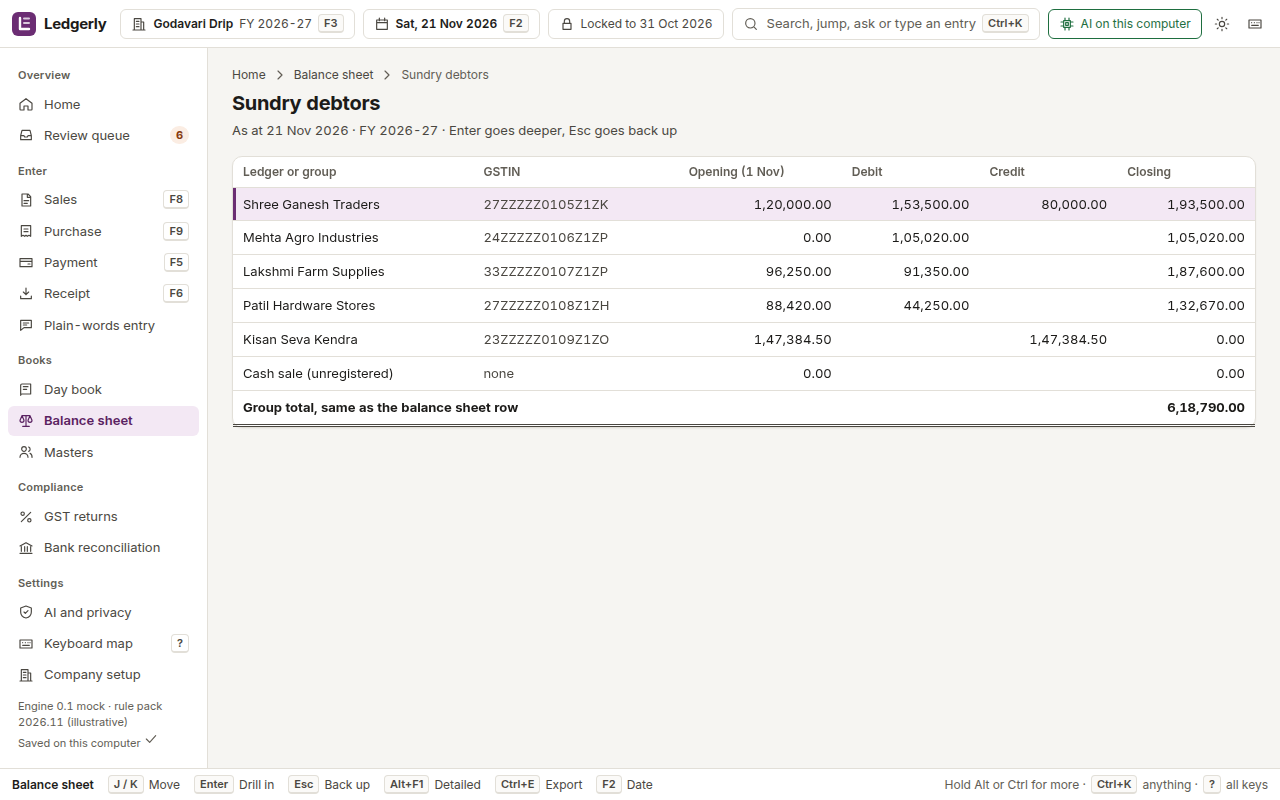 Ledgerly
Godavari Drip FY 2026-27 F3
Sat, 21 Nov 2026 F2
Locked to 31 Oct 2026
Search, jump, ask or type an entry Ctrl+K
AI on this computer
Overview
Home
Review queue 6
Enter
Sales F8
Purchase F9
Payment F5
Receipt F6
Plain-words entry
Books
Day book
Balance sheet
Masters
Compliance
GST returns
Bank reconciliation
Settings
AI and privacy
Keyboard map ?
Company setup
Engine 0.1 mock · rule pack
2026.11 (illustrative)
Saved on this computer
Home > Balance sheet > Sundry debtors
Sundry debtors
As at 21 Nov 2026 · FY 2026-27 · Enter goes deeper, Esc goes back up
Ledger or group GSTIN Opening (1 Nov) Debit Credit Closing
Shree Ganesh Traders 27ZZZZZ0105Z1ZK 1,20,000.00 1,53,500.00 80,000.00 1,93,500.00
Mehta Agro Industries 24ZZZZZ0106Z1ZP 0.00 1,05,020.00 1,05,020.00
Lakshmi Farm Supplies 33ZZZZZ0107Z1ZP 96,250.00 91,350.00 1,87,600.00
Patil Hardware Stores 27ZZZZZ0108Z1ZH 88,420.00 44,250.00 1,32,670.00
Kisan Seva Kendra 23ZZZZZ0109Z1ZO 1,47,384.50 1,47,384.50 0.00
Cash sale (unregistered) none 0.00 0.00
Group total, same as the balance sheet row 6,18,790.00
Balance sheet J / K Move Enter Drill in Esc Back up Alt+F1 Detailed Ctrl+E Export F2 Date
Hold Alt or Ctrl for more · Ctrl+K anything · ? all keys